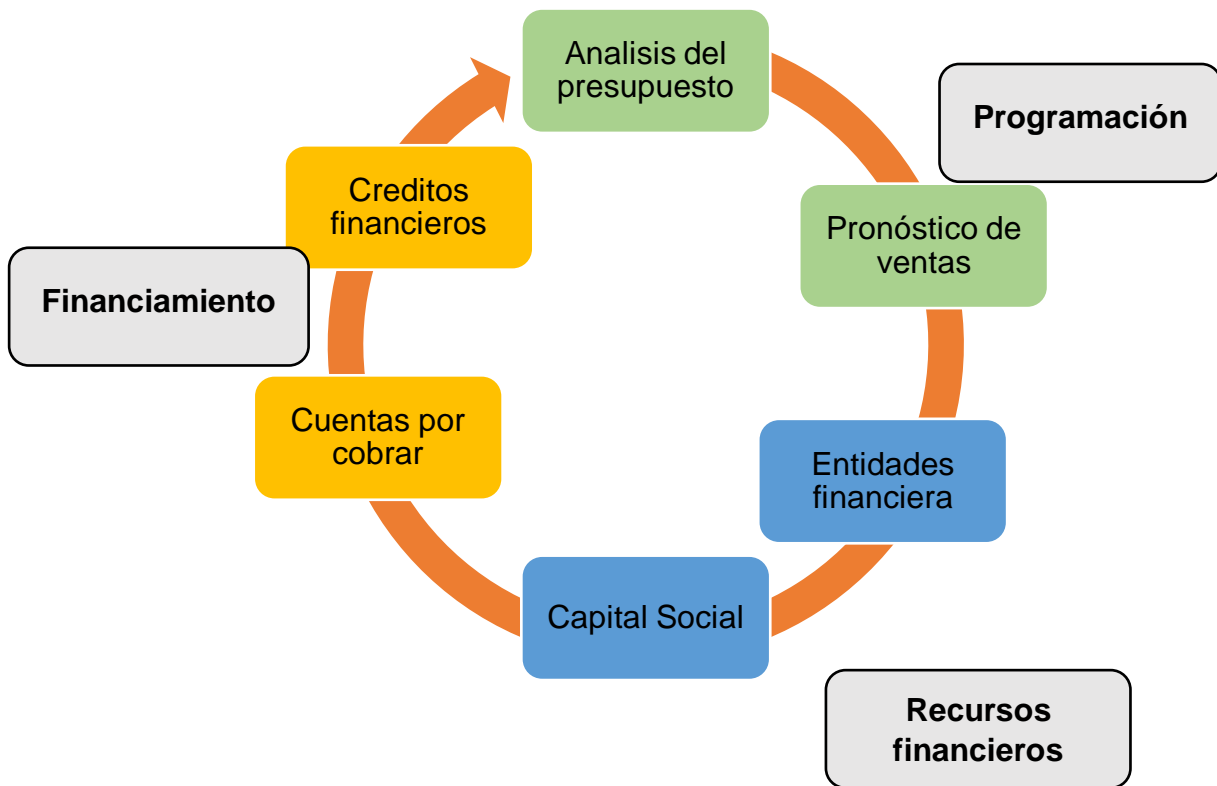 Analisis del
presupuesto
Programación
Pronóstico de
ventas
Entidades
financiera
Recursos
financieros
Capital Social
Cuentas por
cobrar
Financiamiento
Creditos
financieros